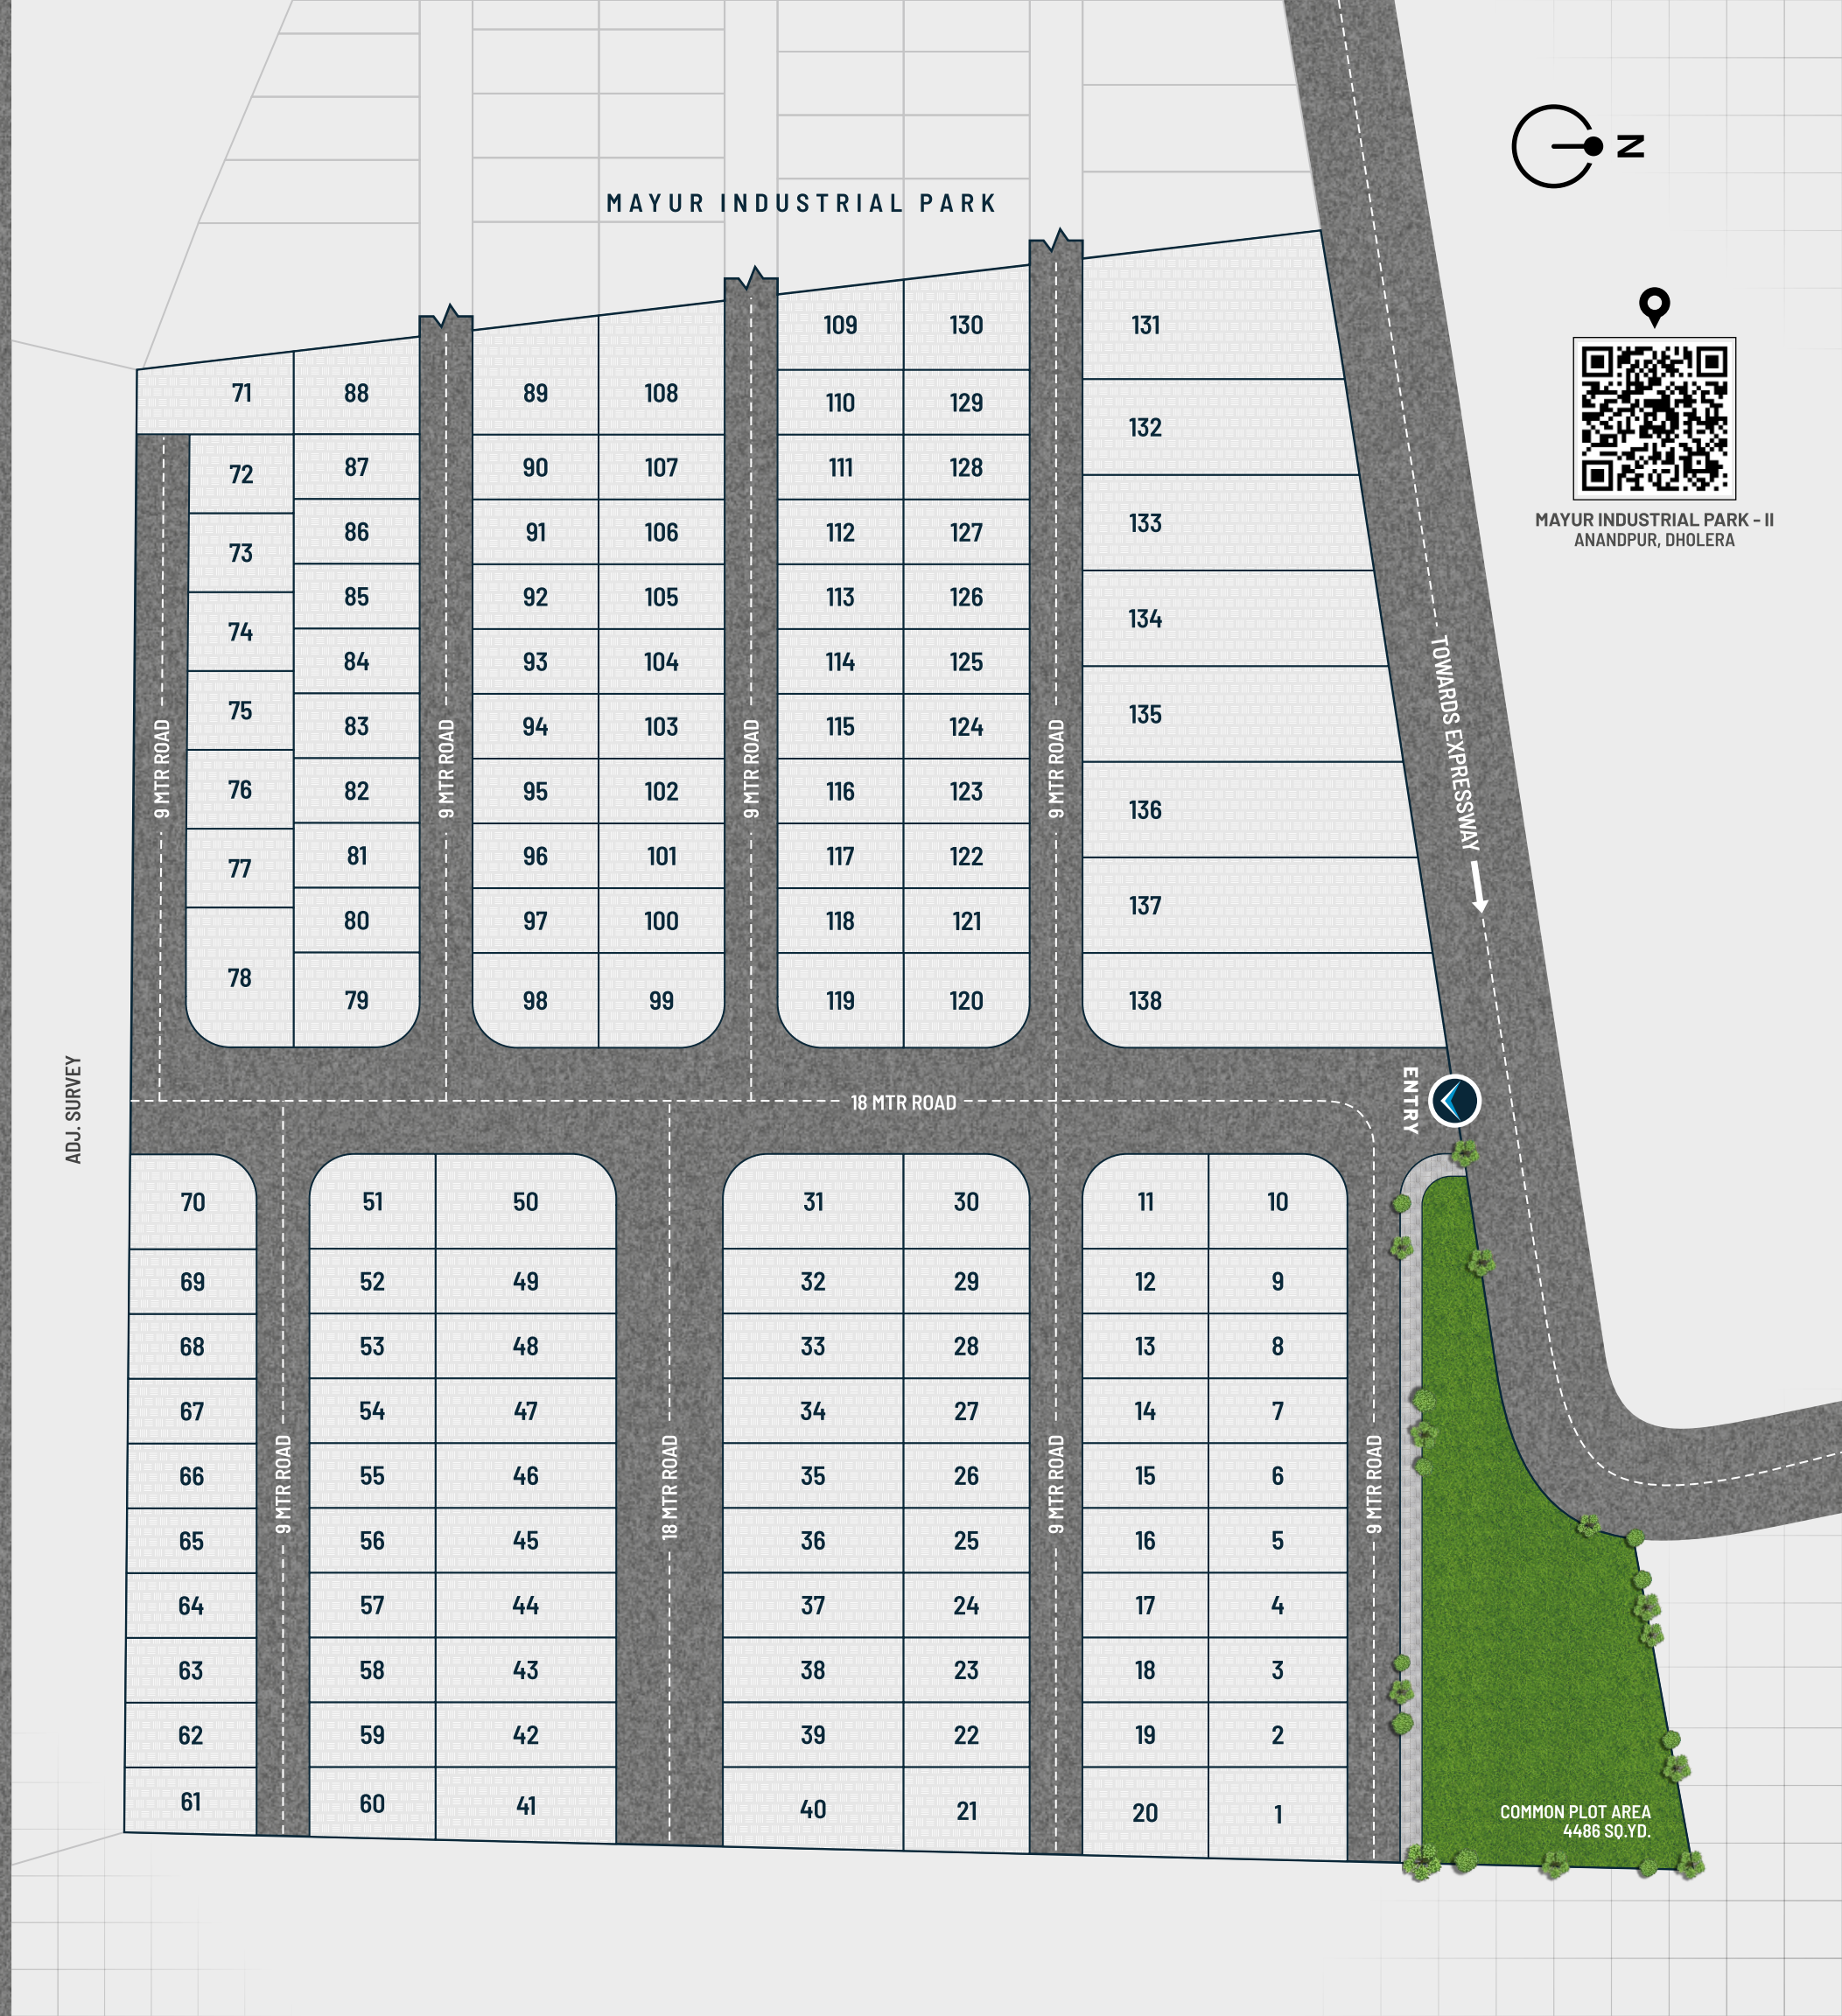 MAYUR INDUSTRIAL PARK
N
MAYUR INDUSTRIAL PARK - II
ANANDPUR, DHOLERA
109 130 131
71 88 89 108 110 129 132
72 87 90 107 111 128
73 86 91 106 112 127 133
74 85 92 105 113 126 134
84 93 104 114 125
75 83 94 103 115 124 135
76 82 95 102 116 123 136
77 81 96 101 117 122 137
80 97 100 118 121
78 79 98 99 119 120 138
9 MTR ROAD
9 MTR ROAD
9 MTR ROAD
9 MTR ROAD
TOWARDS EXPRESSWAY
ADJ. SURVEY
18 MTR ROAD
ENTRY
70 51 50 31 30 11 10
69 52 49 32 29 12 9
68 53 48 33 28 13 8
67 54 47 34 27 14 7
66 55 46 35 26 15 6
65 56 45 36 25 16 5
64 57 44 37 24 17 4
63 58 43 38 23 18 3
62 59 42 39 22 19 2
61 60 41 40 21 20 1
9 MTR ROAD
18 MTR ROAD
9 MTR ROAD
9 MTR ROAD
COMMON PLOT AREA
4486 SQ.YD.